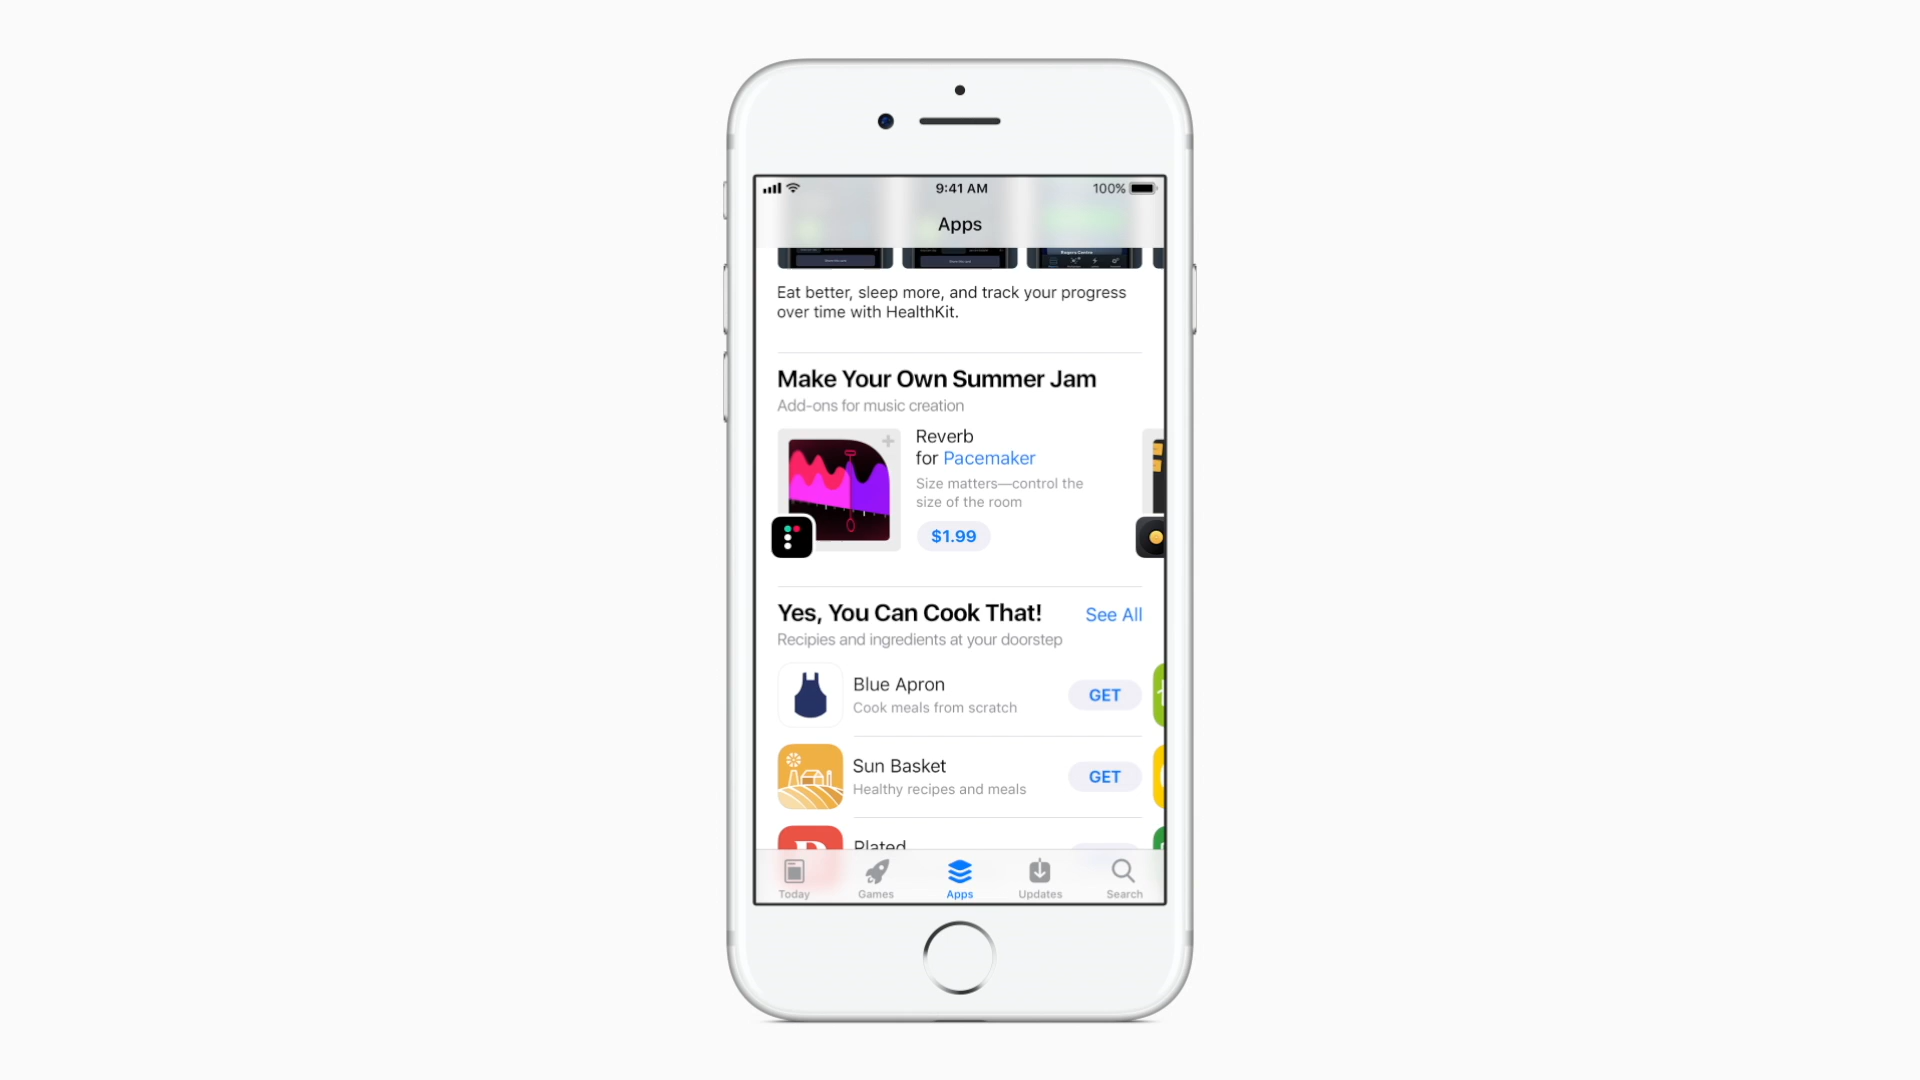 9:41 AM
100%
Apps
Rogers Centre
Eat better, sleep more, and track your progress
over time with HealthKit.
Make Your Own Summer Jam
Add-ons for music creation
Reverb
for Pacemaker
Size matters—control the
size of the room
$1.99
Yes, You Can Cook That!
See All
Recipies and ingredients at your doorstep
Blue Apron
Cook meals from scratch
GET
Sun Basket
Healthy recipes and meals
GET
Plated
Today
Games
Apps
Updates
Search